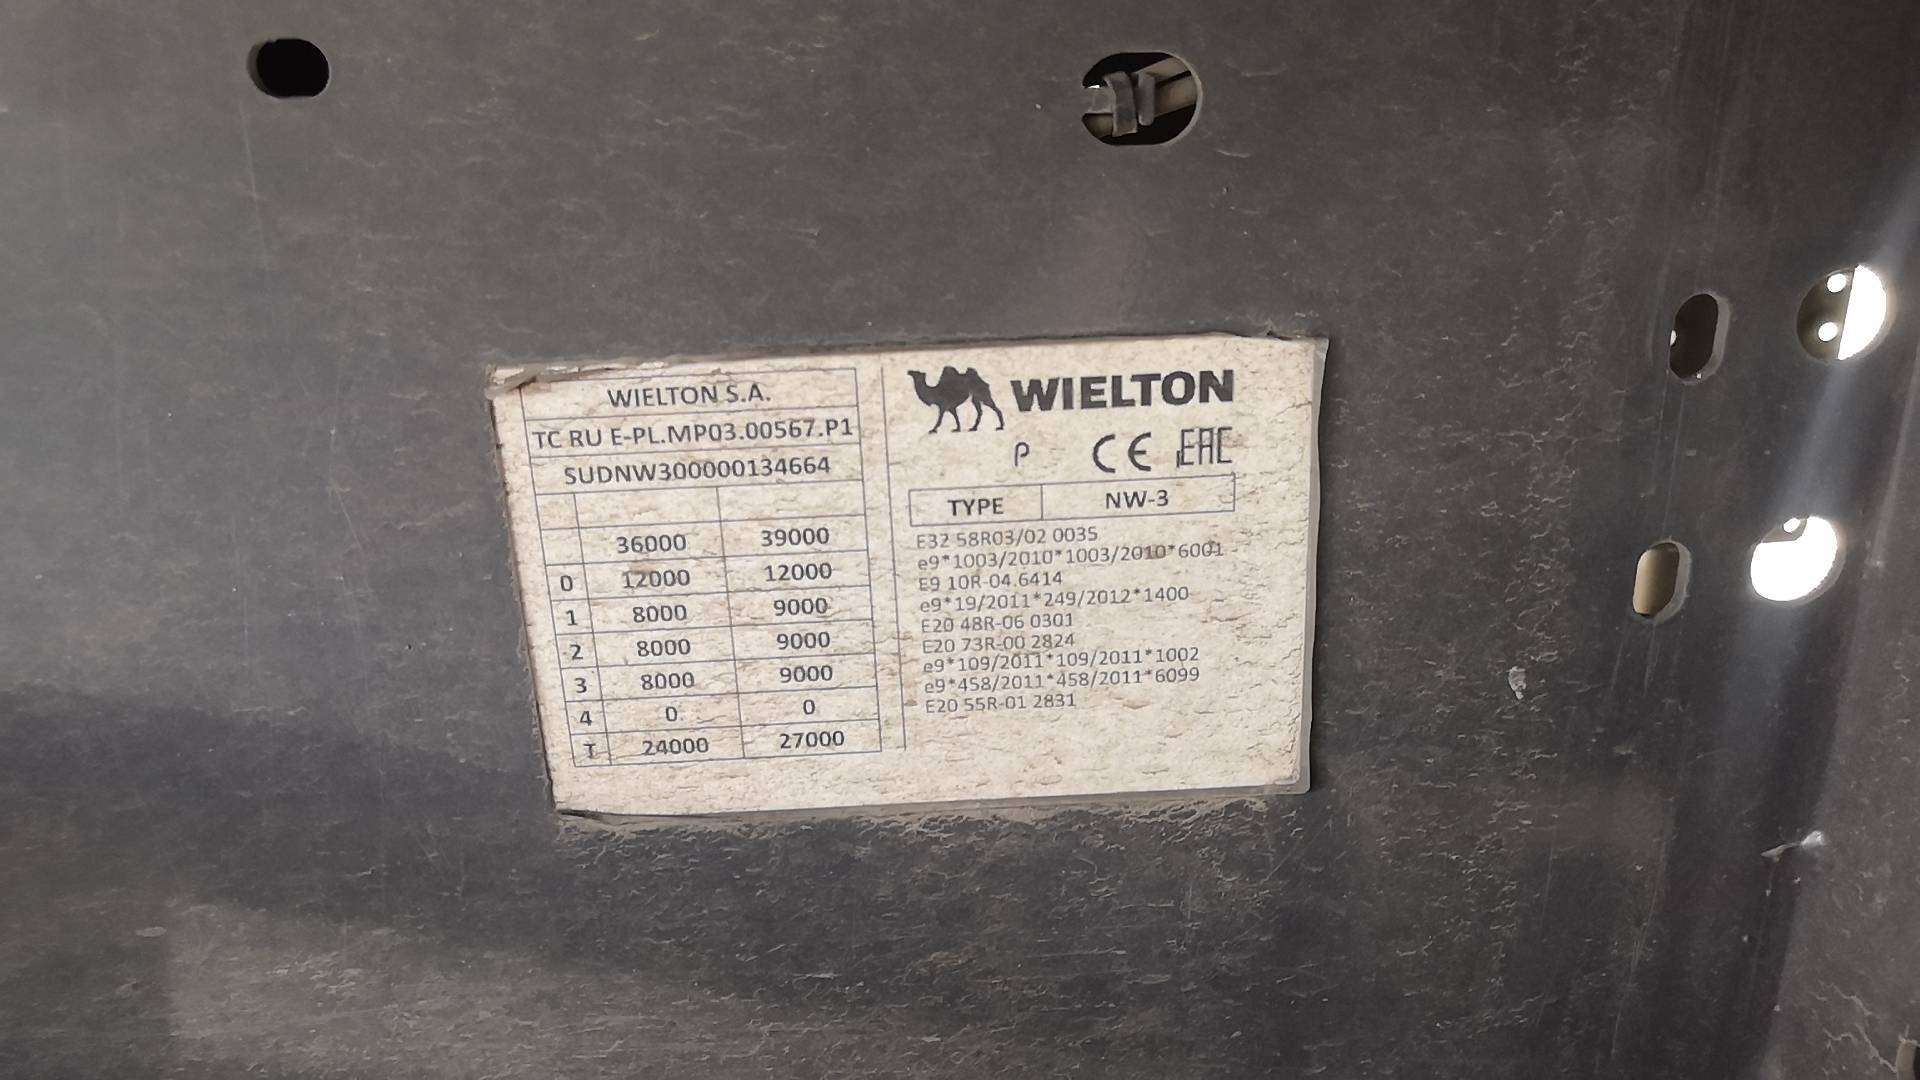 WIELTON S.A.
TC RU E-PL.MP03.00567.P1
SUDNW300000134664
36000 39000
0 12000 12000
1 8000 9000
2 8000 9000
3 8000 9000
4 0 0
T 24000 27000
WIELTON
P CE EAC
TYPE NW-3
E32 58R03/02 0035
e9*1003/2010*1003/2010*6001
E9 10R-04.6414
e9*19/2011*249/2012*1400
E20 48R-06 0301
E20 73R-00 2824
e9*109/2011*109/2011*1002
e9*458/2011*458/2011*6099
E20 55R-01 2831